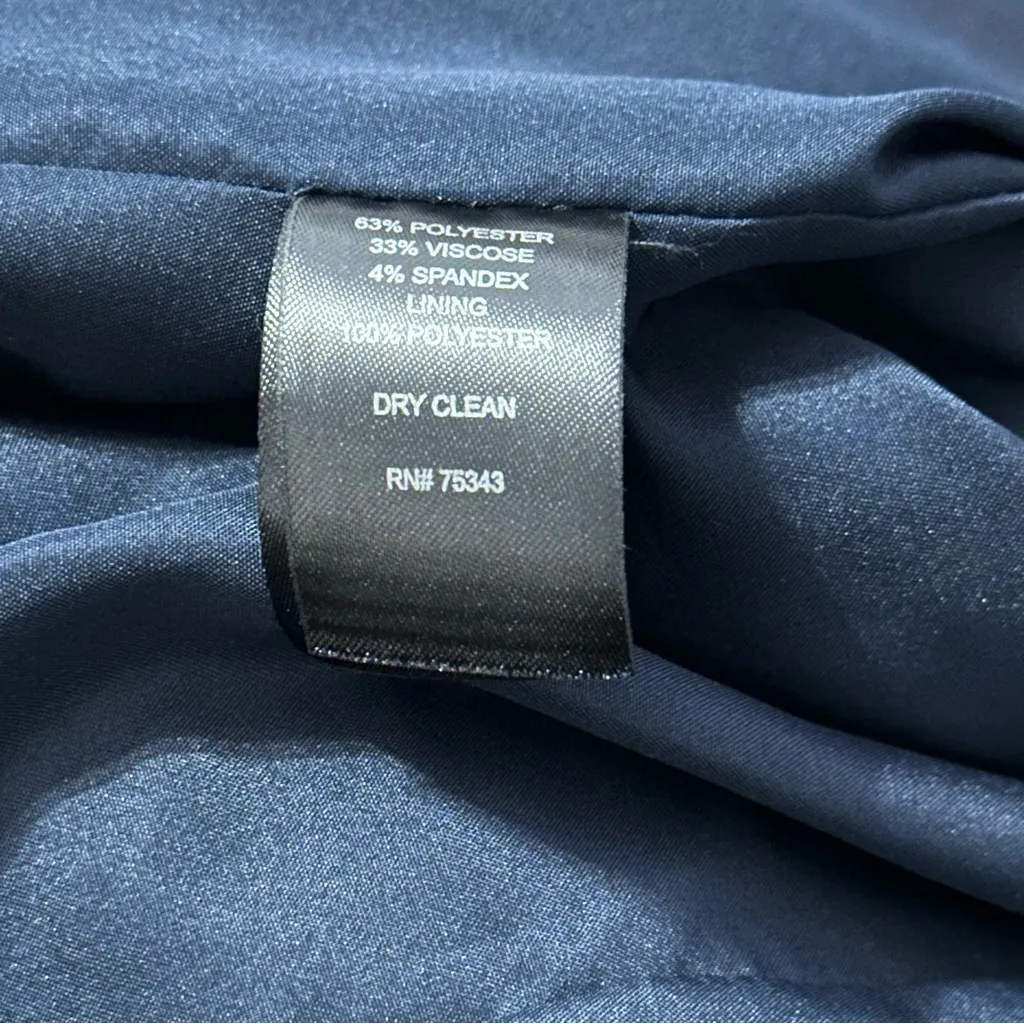 63% POLYESTER
33% VISCOSE
4% SPANDEX
LINING
100% POLYESTER
DRY CLEAN
RN# 75343